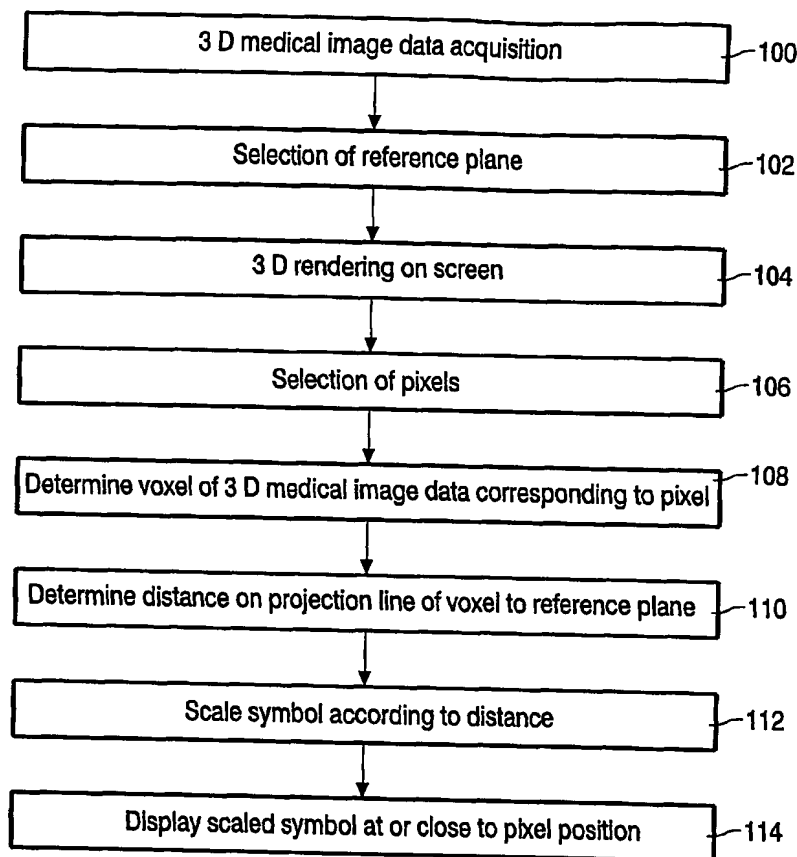 3 D medical image data acquisition 100
Selection of reference plane 102
3 D rendering on screen 104
Selection of pixels 106
Determine voxel of 3 D medical image data corresponding to pixel 108
Determine distance on projection line of voxel to reference plane 110
Scale symbol according to distance 112
Display scaled symbol at or close to pixel position 114